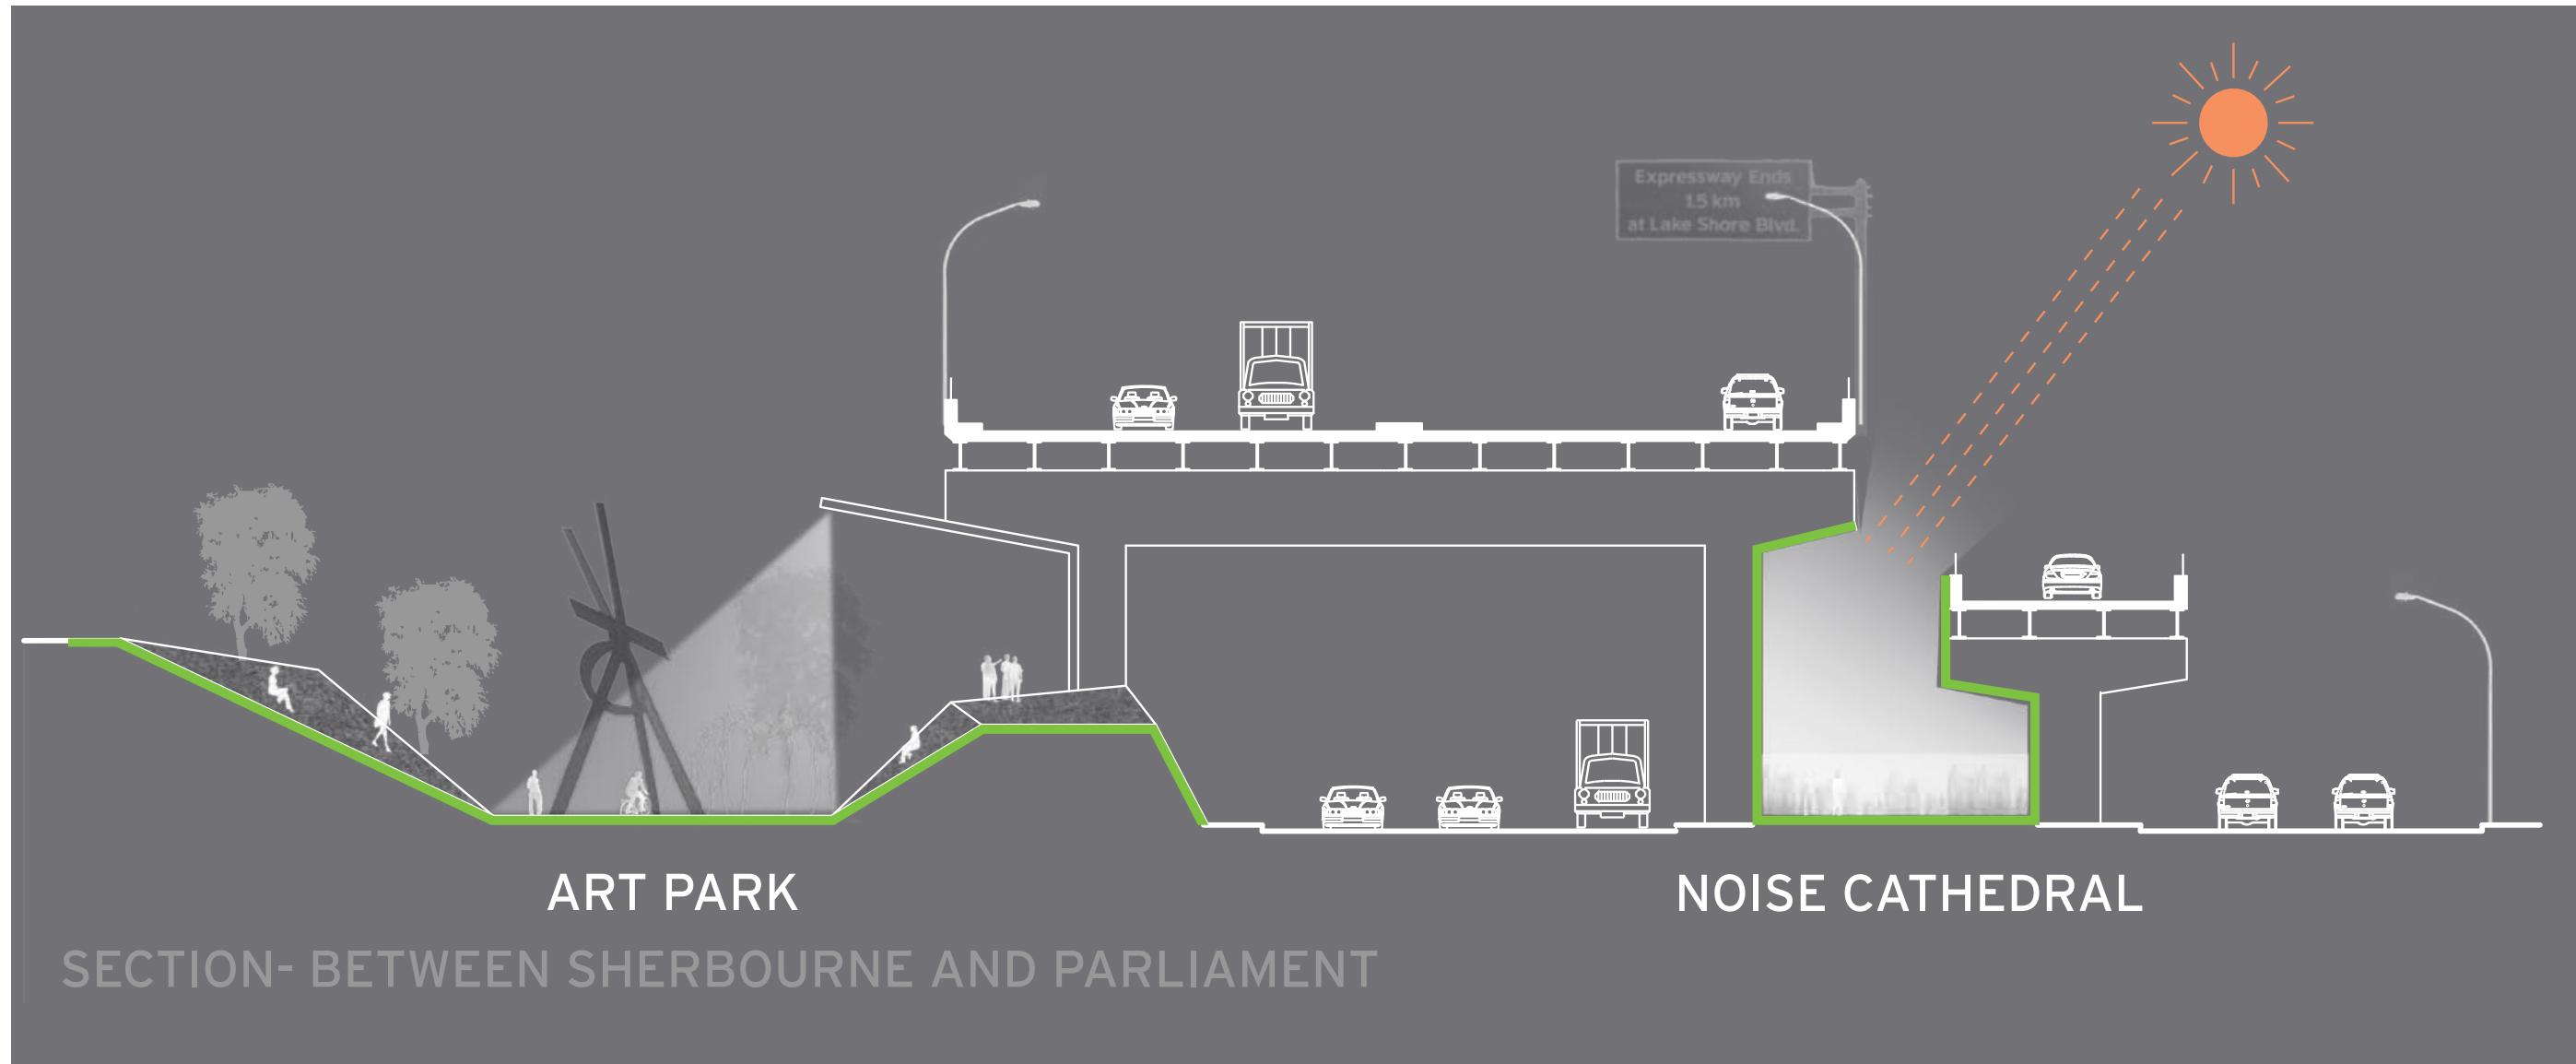 Expressway Ends
1.5 km
at Lake Shore Blvd.
ART PARK
NOISE CATHEDRAL
SECTION- BETWEEN SHERBOURNE AND PARLIAMENT